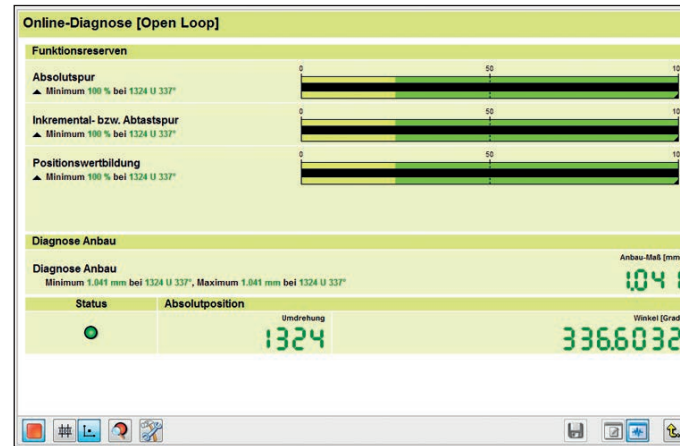 Online-Diagnose [Open Loop]
Funktionsreserven
Absolutspur
0 50 10
▲ Minimum 100 % bei 1324 U 337°
Inkremental- bzw. Abtastspur
0 50 10
▲ Minimum 100 % bei 1324 U 337°
Positionswertbildung
0 50 10
▲ Minimum 100 % bei 1324 U 337°
Diagnose Anbau
Anbau-Maß [mm
Diagnose Anbau
1.041
Minimum 1.041 mm bei 1324 U 337°, Maximum 1.041 mm bei 1324 U 337°
Status Absolutposition
Umdrehung Winkel [Grad
1324 336.6032